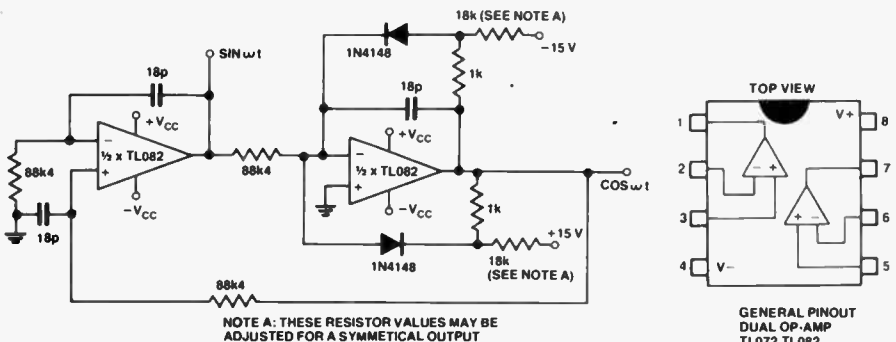 18k (SEE NOTE A)
SIN ωt
1N4148
−15 V
18p
1k
18p
TOP VIEW
+VCC
+VCC
V+
1
8
−
½ x TL082
+
88k4
−
½ x TL082
+
88k4
− +
2
7
COS ωt
−VCC
−VCC
1k
+ −
3
6
18p
+15 V
1N4148
18k
(SEE NOTE A)
4
V−
5
88k4
NOTE A: THESE RESISTOR VALUES MAY BE
ADJUSTED FOR A SYMMETICAL OUTPUT
GENERAL PINOUT
DUAL OP-AMP
TL072 TL082